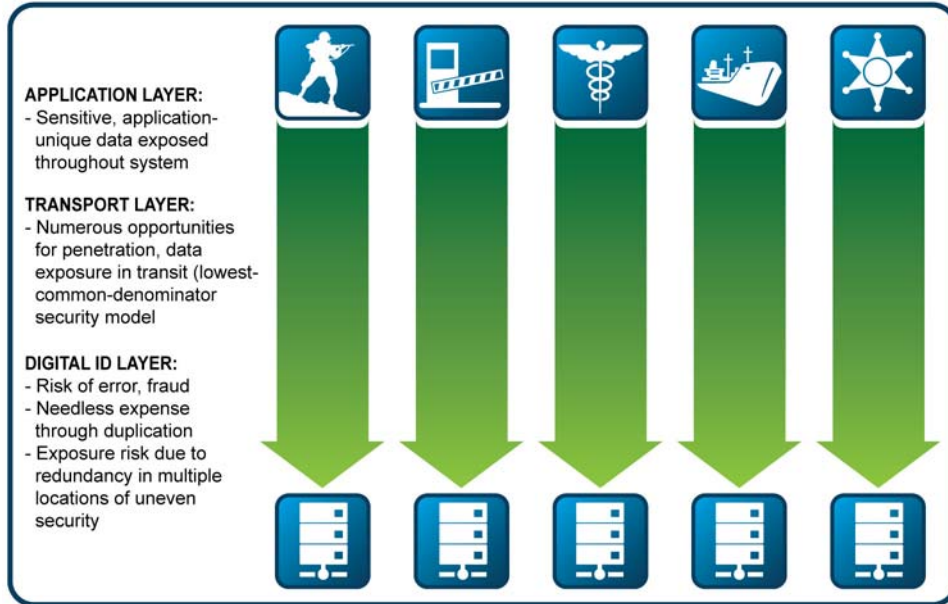 APPLICATION LAYER:
- Sensitive, application-
unique data exposed
throughout system
TRANSPORT LAYER:
- Numerous opportunities
for penetration, data
exposure in transit (lowest-
common-denominator
security model
DIGITAL ID LAYER:
- Risk of error, fraud
- Needless expense
through duplication
- Exposure risk due to
redundancy in multiple
locations of uneven
security